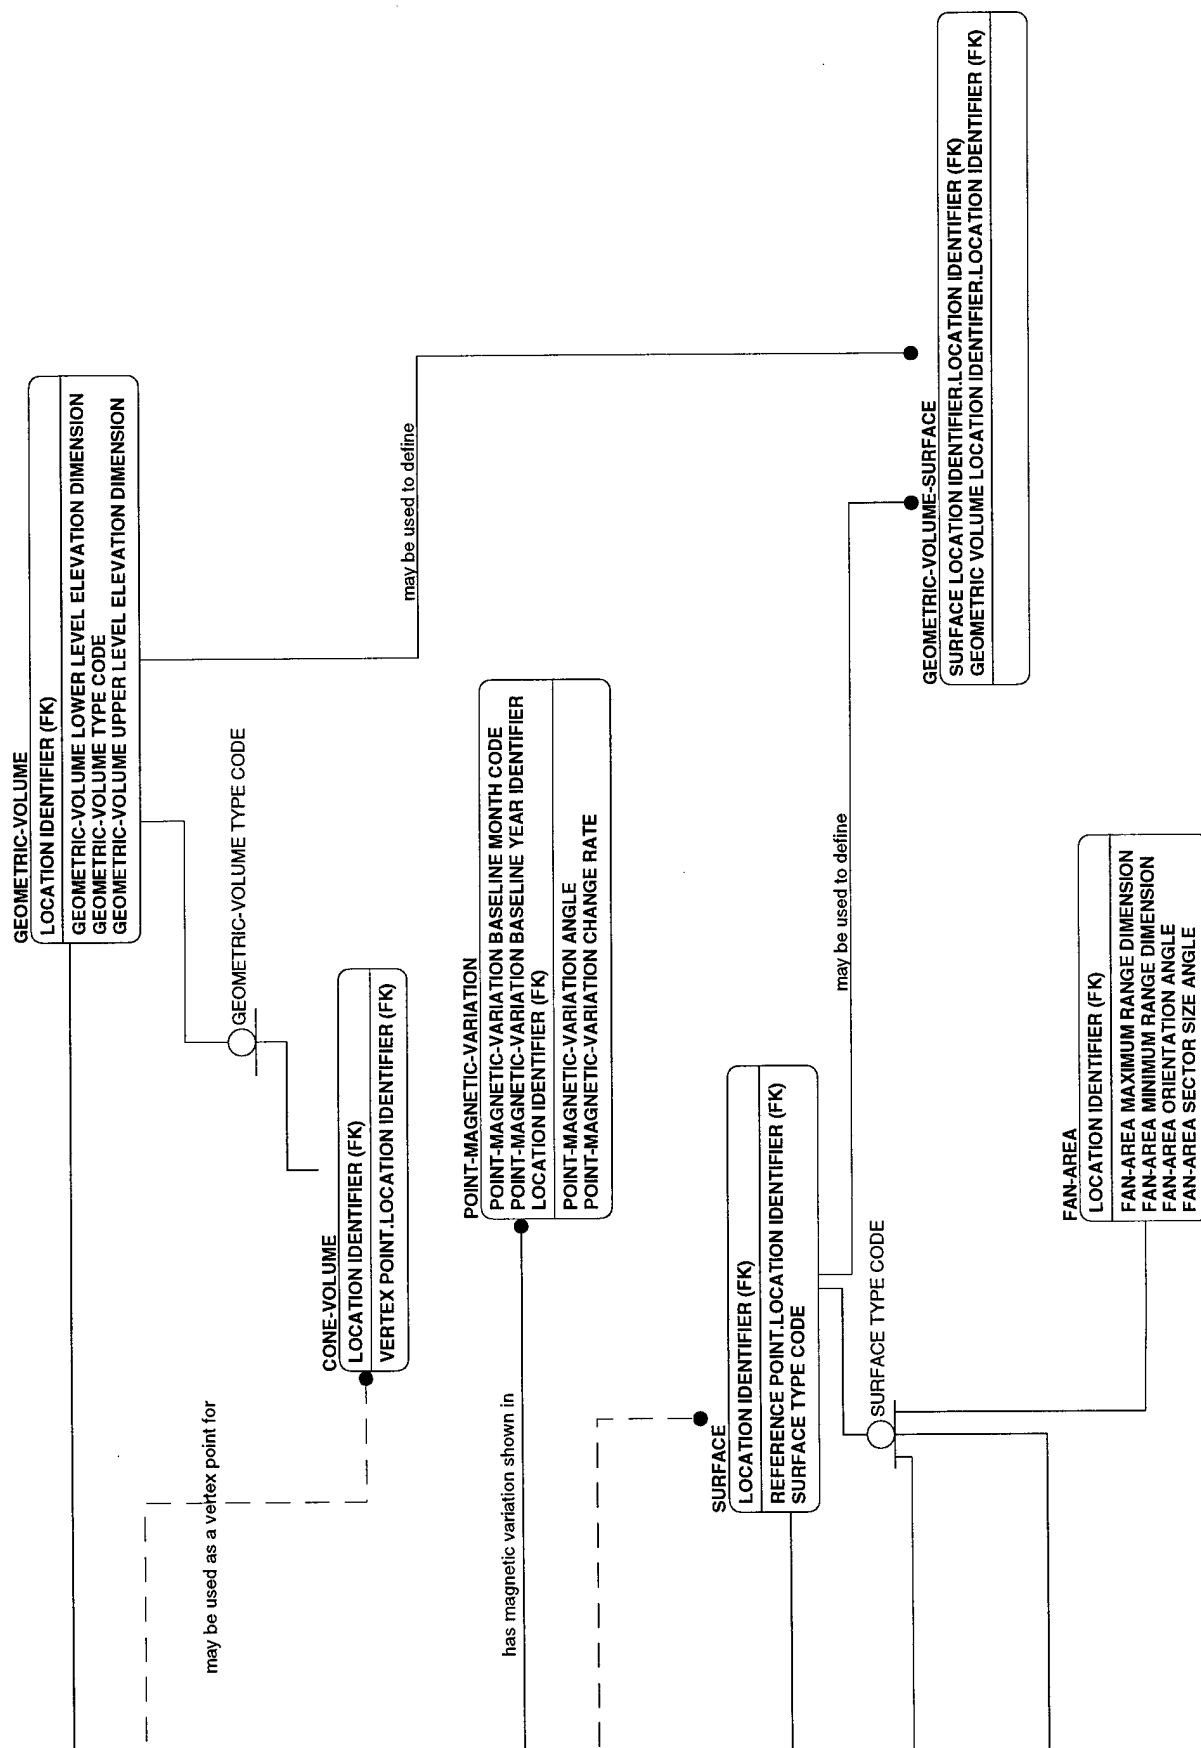 GEOMETRIC-VOLUME
LOCATION IDENTIFIER (FK)
GEOMETRIC-VOLUME LOWER LEVEL ELEVATION DIMENSION
GEOMETRIC-VOLUME TYPE CODE
GEOMETRIC-VOLUME UPPER LEVEL ELEVATION DIMENSION
may be used as a vertex point for
GEOMETRIC-VOLUME TYPE CODE
CONE-VOLUME
LOCATION IDENTIFIER (FK)
VERTEX POINT.LOCATION IDENTIFIER (FK)
may be used to define
POINT-MAGNETIC-VARIATION
POINT-MAGNETIC-VARIATION BASELINE MONTH CODE
POINT-MAGNETIC-VARIATION BASELINE YEAR IDENTIFIER
LOCATION IDENTIFIER (FK)
POINT-MAGNETIC-VARIATION ANGLE
POINT-MAGNETIC-VARIATION CHANGE RATE
has magnetic variation shown in
SURFACE
LOCATION IDENTIFIER (FK)
REFERENCE POINT.LOCATION IDENTIFIER (FK)
SURFACE TYPE CODE
may be used to define
SURFACE TYPE CODE
GEOMETRIC-VOLUME-SURFACE
SURFACE LOCATION IDENTIFIER.LOCATION IDENTIFIER (FK)
GEOMETRIC VOLUME LOCATION IDENTIFIER.LOCATION IDENTIFIER (FK)
FAN-AREA
LOCATION IDENTIFIER (FK)
FAN-AREA MAXIMUM RANGE DIMENSION
FAN-AREA MINIMUM RANGE DIMENSION
FAN-AREA ORIENTATION ANGLE
FAN-AREA SECTOR SIZE ANGLE